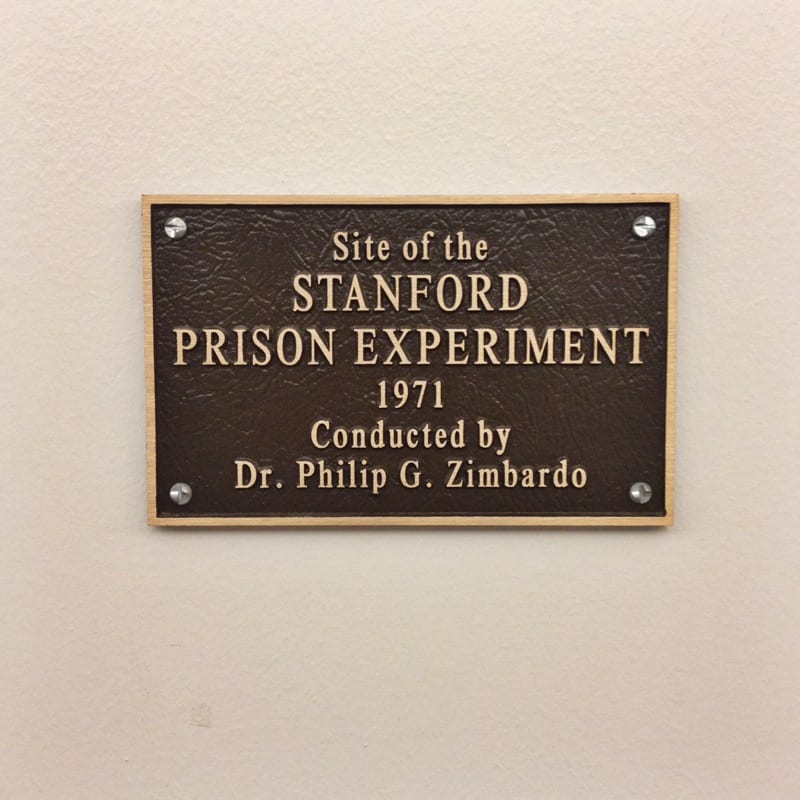 Site of the
STANFORD
PRISON EXPERIMENT
1971
Conducted by
Dr. Philip G. Zimbardo